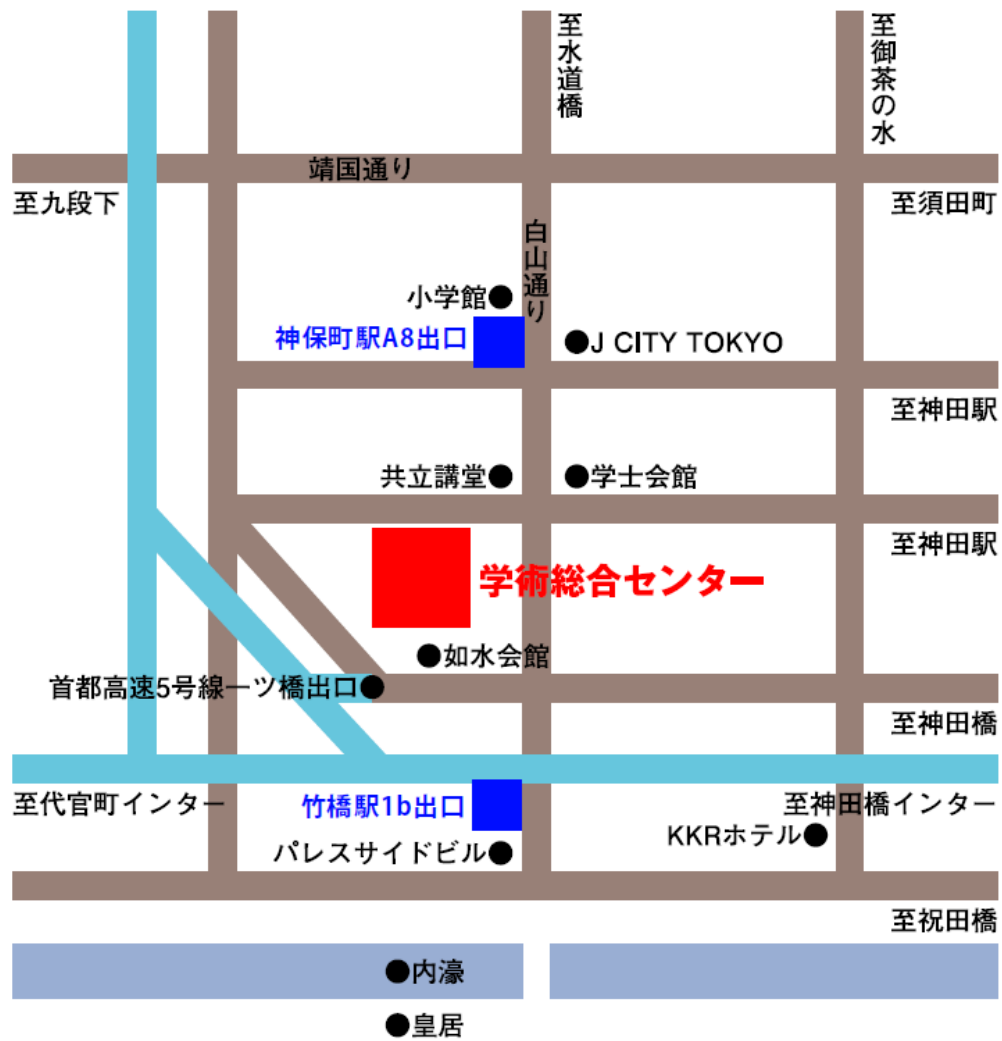 至水道橋
至御茶の水
靖国通り
至九段下
至須田町
白山通り
小学館
神保町駅A8出口
J CITY TOKYO
至神田駅
共立講堂
学士会館
至神田駅
学術総合センター
如水会館
首都高速5号線一ツ橋出口
至神田橋
至代官町インター
竹橋駅1b出口
至神田橋インター
KKRホテル
パレスサイドビル
至祝田橋
内濠
皇居